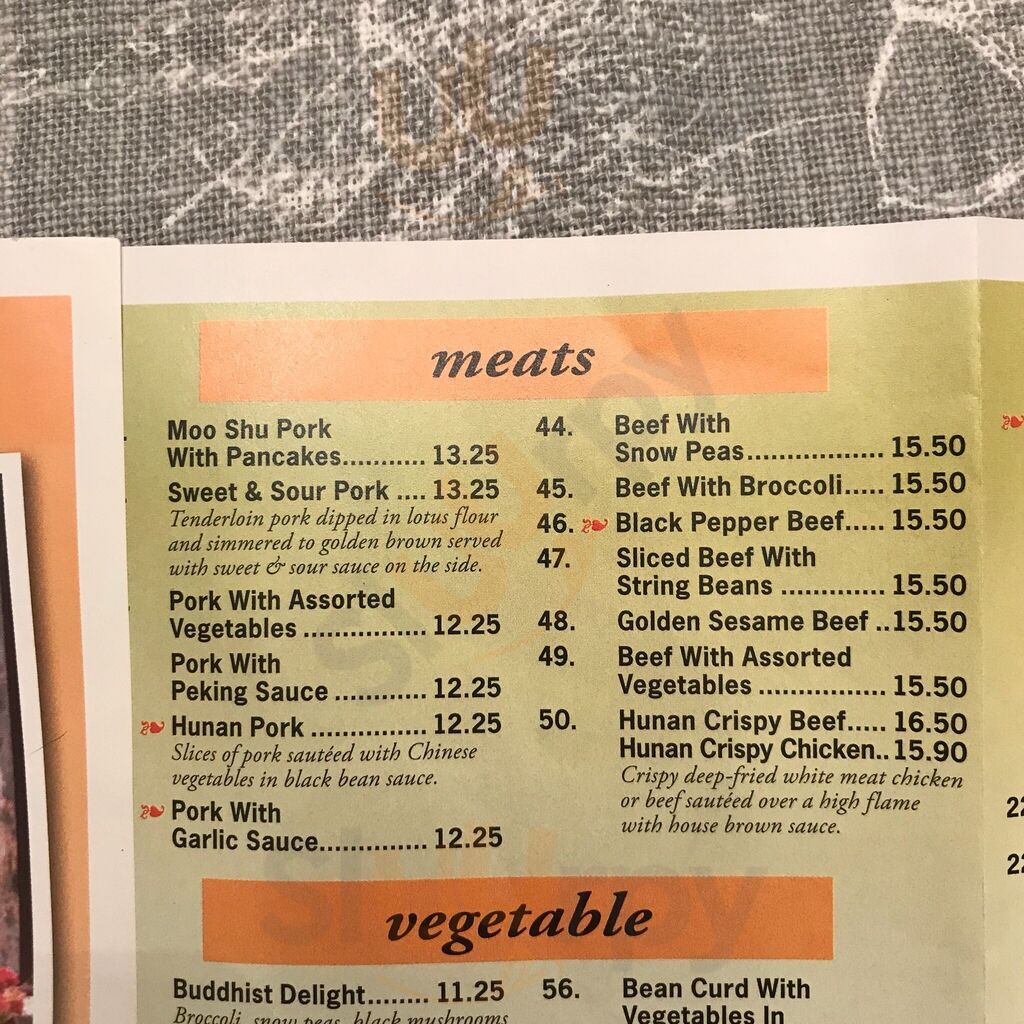 meats
Moo Shu Pork
With Pancakes........... 13.25
Sweet & Sour Pork .... 13.25
Tenderloin pork dipped in lotus flour
and simmered to golden brown served
with sweet & sour sauce on the side.
Pork With Assorted
Vegetables ................ 12.25
Pork With
Peking Sauce ............ 12.25
Hunan Pork ............... 12.25
Slices of pork sautéed with Chinese
vegetables in black bean sauce.
Pork With
Garlic Sauce.............. 12.25
44. Beef With
Snow Peas.................. 15.50
45. Beef With Broccoli..... 15.50
46. Black Pepper Beef..... 15.50
47. Sliced Beef With
String Beans ............. 15.50
48. Golden Sesame Beef ..15.50
49. Beef With Assorted
Vegetables ................ 15.50
50. Hunan Crispy Beef..... 16.50
Hunan Crispy Chicken..15.90
Crispy deep-fried white meat chicken
or beef sautéed over a high flame
with house brown sauce.
vegetable
Buddhist Delight........ 11.25
Broccoli, snow peas, black mushrooms
56. Bean Curd With
Vegetables In